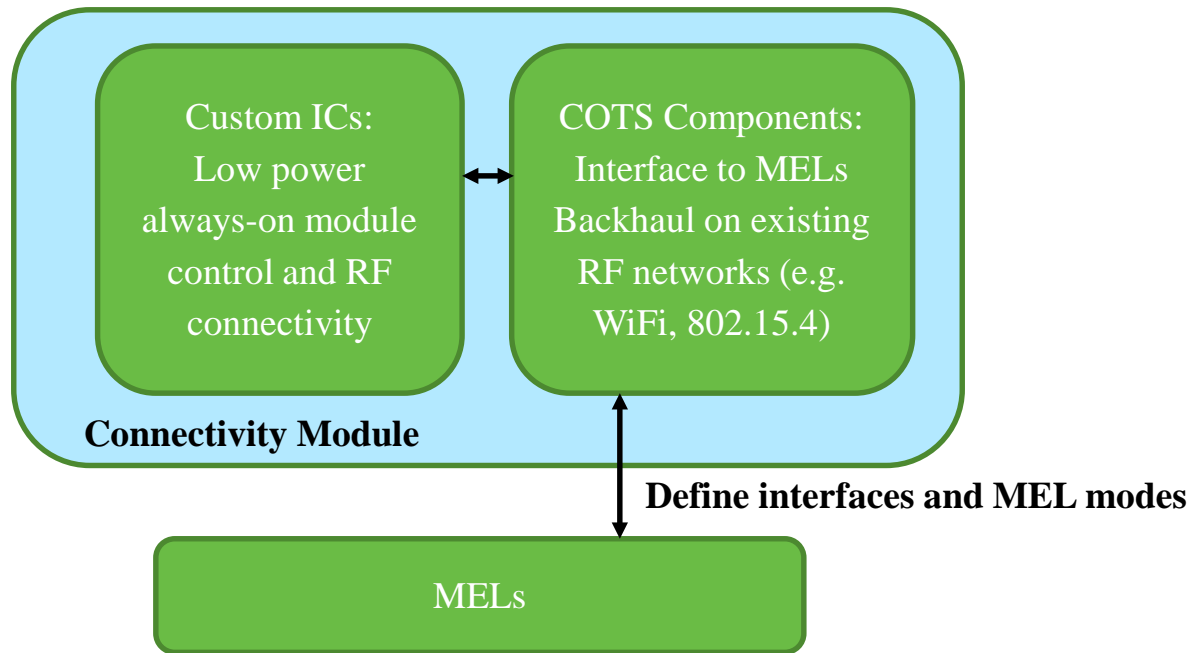 Custom ICs:
Low power
always-on module
control and RF
connectivity
COTS Components:
Interface to MELs
Backhaul on existing
RF networks (e.g.
WiFi, 802.15.4)
Connectivity Module
Define interfaces and MEL modes
MELs